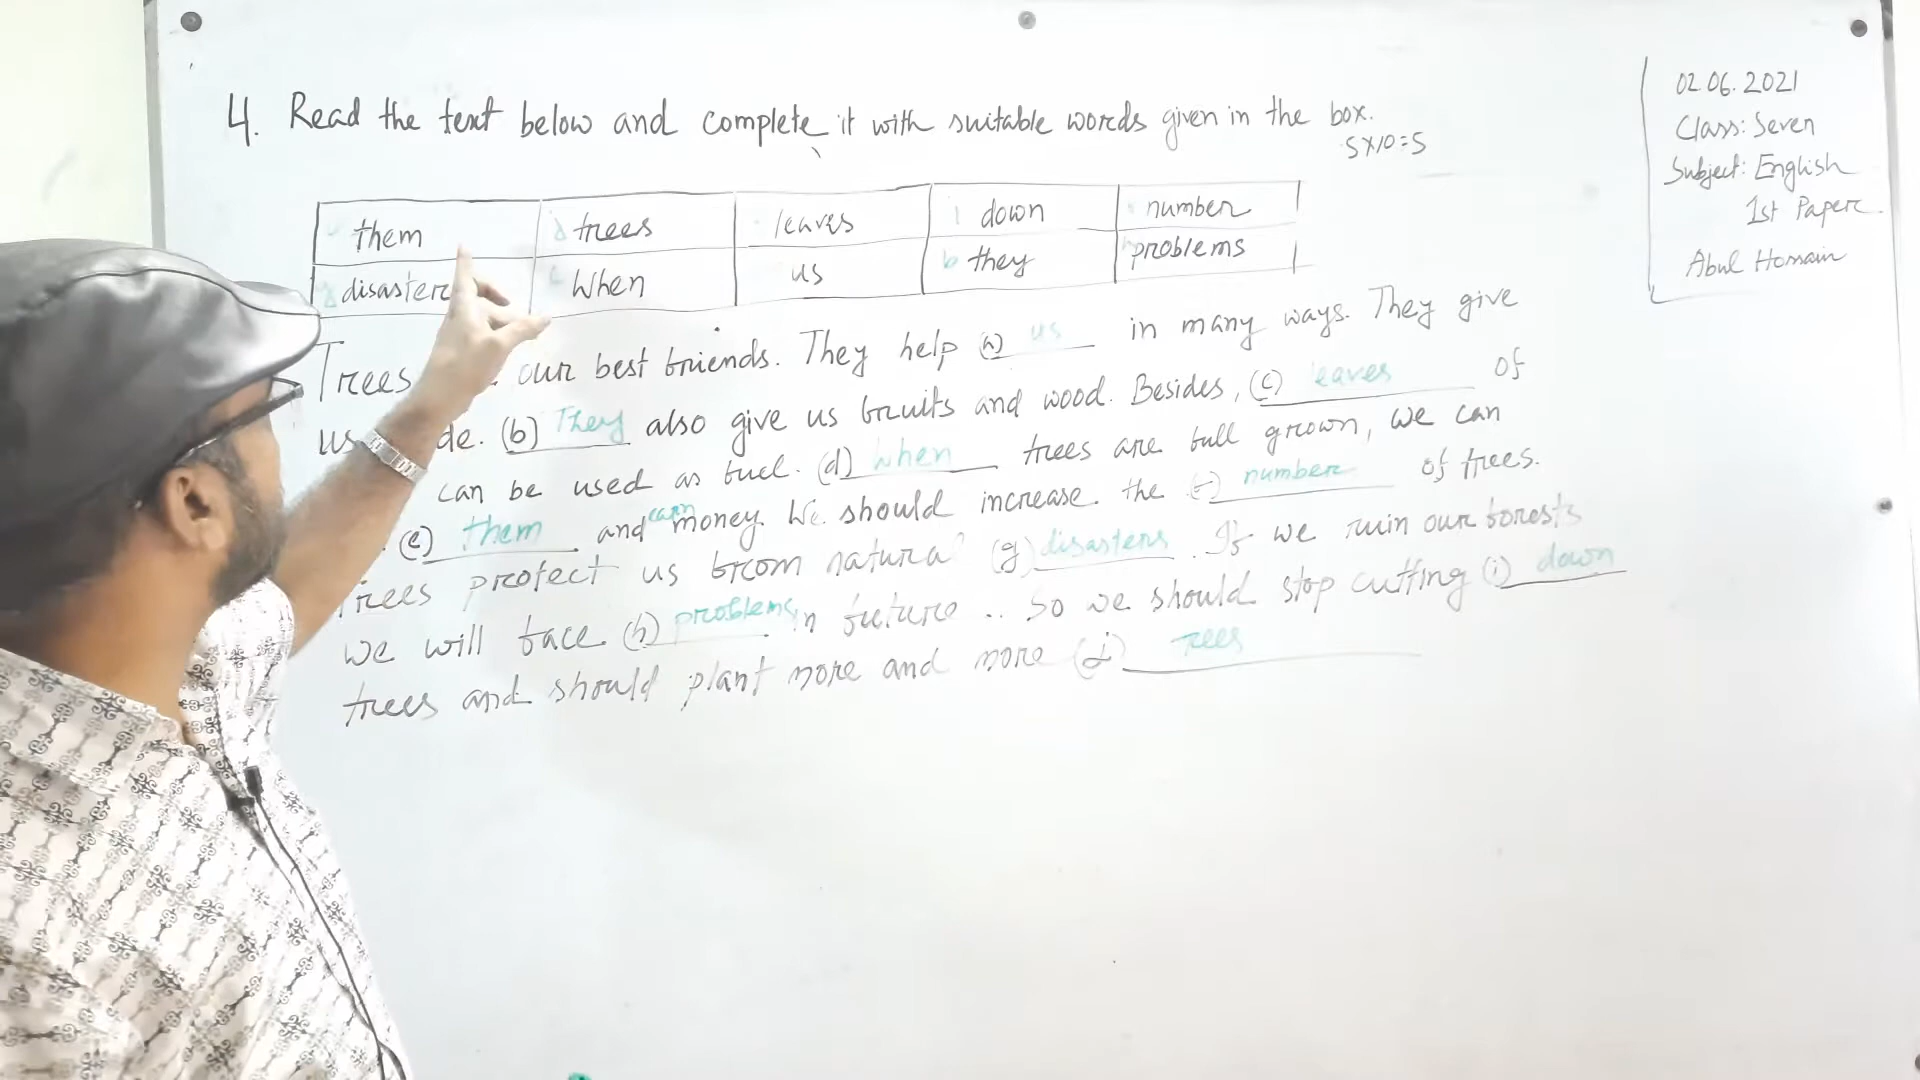 4. Read the text below and complete it with suitable words given in the box.
5X10=5
them trees leaves down number
disaster When us they problems
Trees our best friends. They help (a) us in many ways. They give
us de. (b) They also give us fruits and wood. Besides, (c) leaves of
can be used as fuel. (d) When trees are full grown, we can
(e) them and earn money. We should increase the (f) number of trees.
Trees protect us from natural (g) disasters. If we ruin our forests
we will face (h) problems in future.. So we should stop cutting (i) down
trees and should plant more and more (j) Trees
02.06.2021
Class: Seven
Subject: English
1st Paper
Abul Hossain